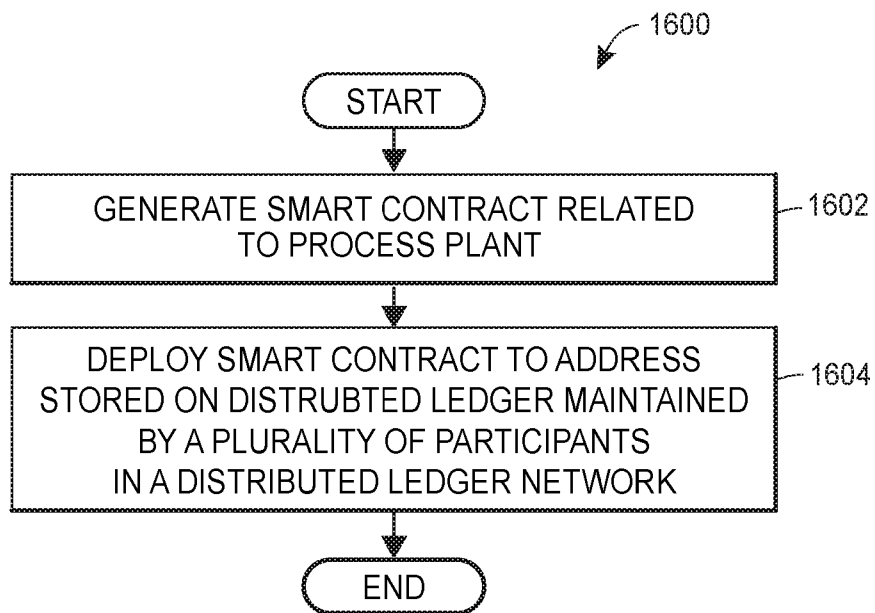 1600
START
GENERATE SMART CONTRACT RELATED
TO PROCESS PLANT
1602
DEPLOY SMART CONTRACT TO ADDRESS
STORED ON DISTRUBTED LEDGER MAINTAINED
BY A PLURALITY OF PARTICIPANTS
IN A DISTRIBUTED LEDGER NETWORK
1604
END